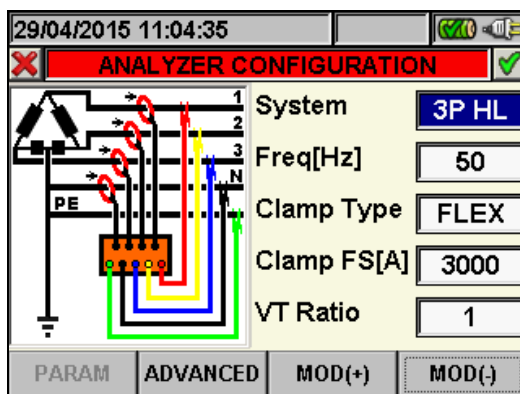 29/04/2015 11:04:35
ANALYZER CONFIGURATION
1
2
3
N
PE
System 3P HL
Freq[Hz] 50
Clamp Type FLEX
Clamp FS[A] 3000
VT Ratio 1
PARAM ADVANCED MOD(+) MOD(-)